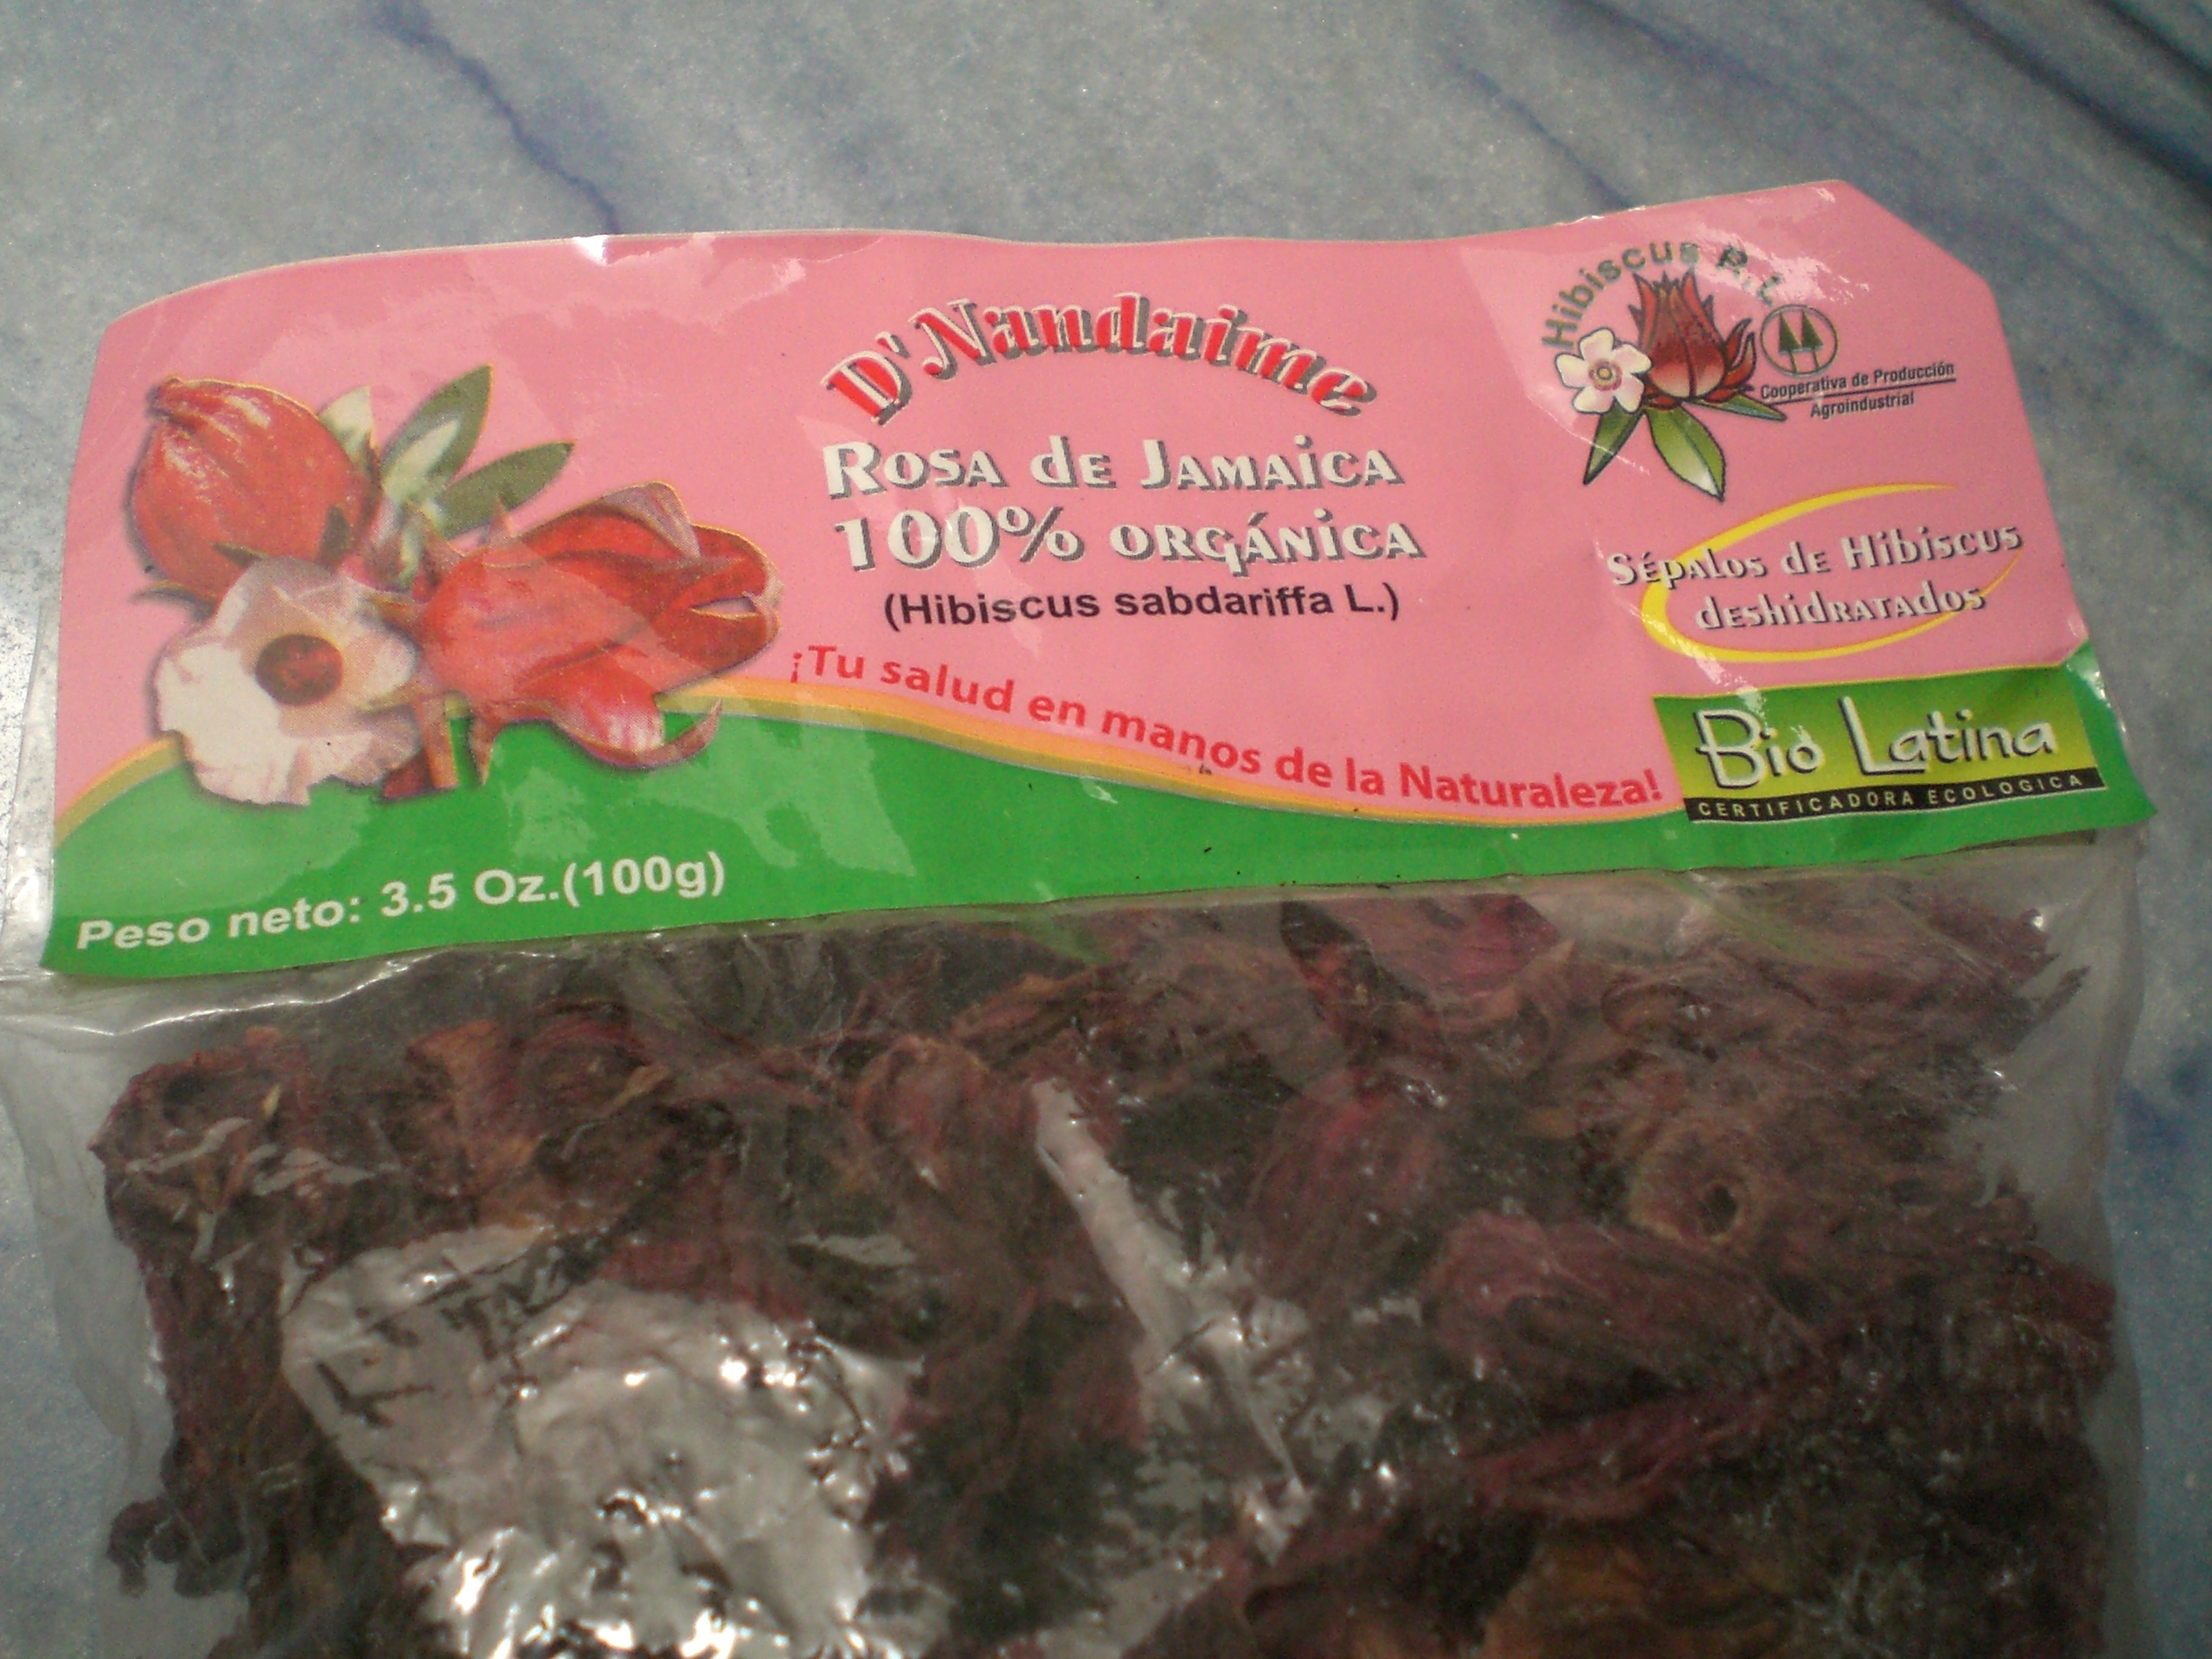 D'Nandaime
Rosa de Jamaica
100% orgánica
(Hibiscus sabdariffa L.)
¡Tu salud en manos de la Naturaleza!
Peso neto: 3.5 Oz.(100g)
Hibiscus R.L
Cooperativa de Producción
Agroindustrial
Sépalos de Hibiscus
deshidratados
Bio Latina
CERTIFICADORA ECOLOGICA